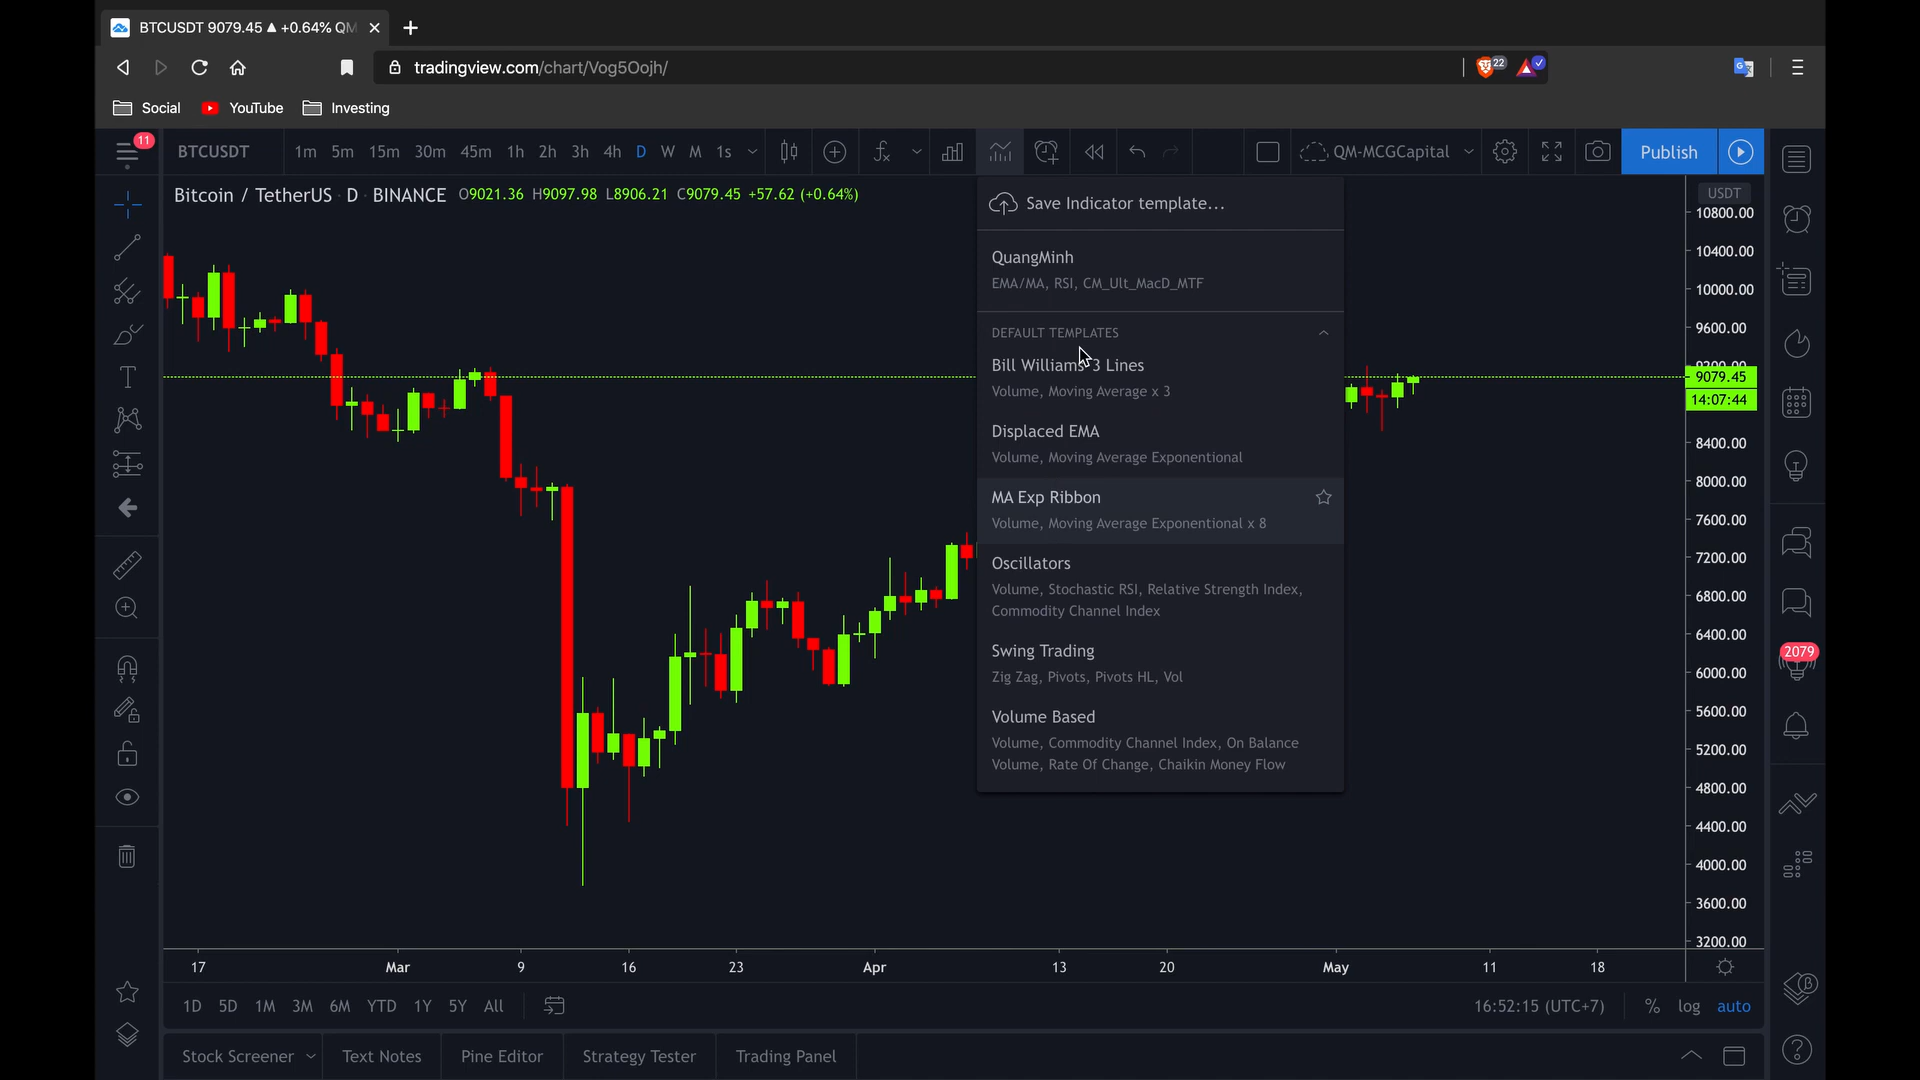 BTCUSDT 9079.45 ▲ +0.64% QM
tradingview.com/chart/Vog5Oojh/
22
Social
YouTube
Investing
11
BTCUSDT
1m 5m 15m 30m 45m 1h 2h 3h 4h D W M 1s
QM-MCGCapital
Publish
Bitcoin / TetherUS · D · BINANCE O9021.36 H9097.98 L8906.21 C9079.45 +57.62 (+0.64%)
USDT
Save Indicator template...
QuangMinh
EMA/MA, RSI, CM_Ult_MacD_MTF
DEFAULT TEMPLATES
Bill Williams' 3 Lines
Volume, Moving Average x 3
Displaced EMA
Volume, Moving Average Exponential
MA Exp Ribbon
Volume, Moving Average Exponential x 8
Oscillators
Volume, Stochastic RSI, Relative Strength Index,
Commodity Channel Index
Swing Trading
Zig Zag, Pivots, Pivots HL, Vol
Volume Based
Volume, Commodity Channel Index, On Balance
Volume, Rate Of Change, Chaikin Money Flow
10800.00
10400.00
10000.00
9600.00
9079.45
14:07:44
8400.00
8000.00
7600.00
7200.00
6800.00
6400.00
6000.00
5600.00
5200.00
4800.00
4400.00
4000.00
3600.00
3200.00
2079
17 Mar 9 16 23 Apr 13 20 May 11 18
1D 5D 1M 3M 6M YTD 1Y 5Y All
16:52:15 (UTC+7) % log auto
Stock Screener Text Notes Pine Editor Strategy Tester Trading Panel